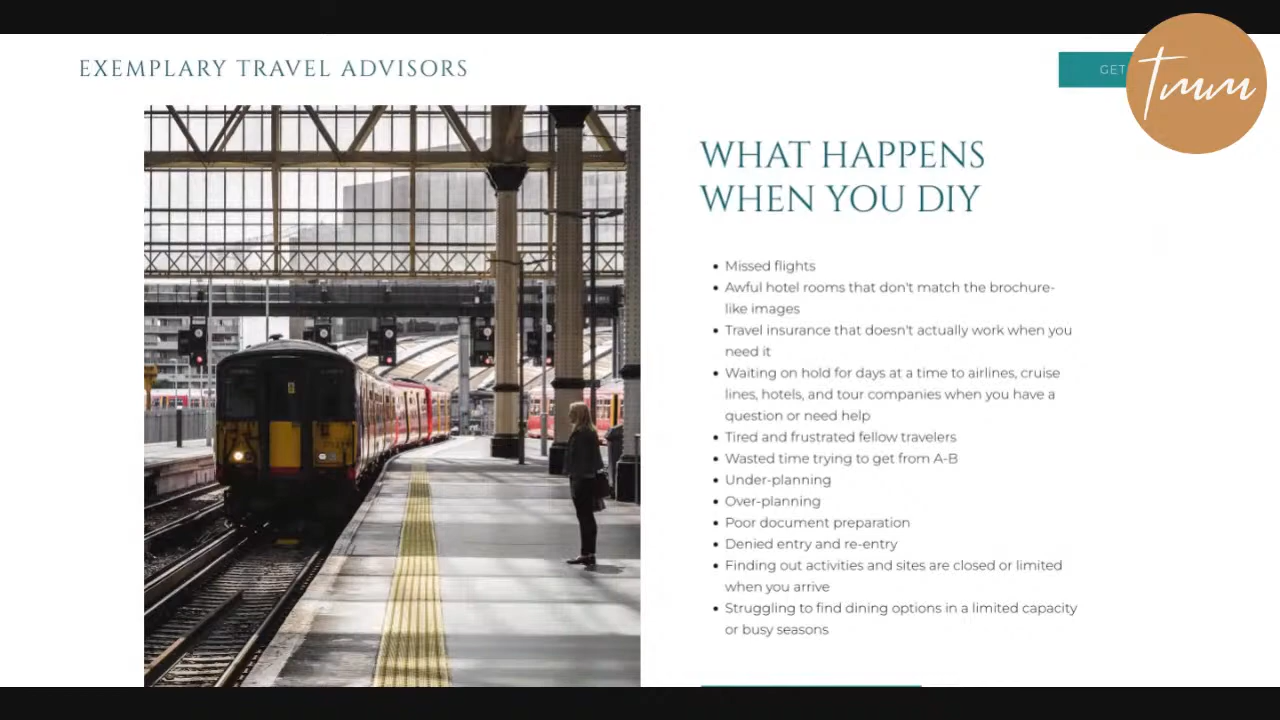 EXEMPLARY TRAVEL ADVISORS
GET
tmm
WHAT HAPPENS
WHEN YOU DIY
• Missed flights
• Awful hotel rooms that don't match the brochure-
like images
• Travel insurance that doesn't actually work when you
need it
• Waiting on hold for days at a time to airlines, cruise
lines, hotels, and tour companies when you have a
question or need help
• Tired and frustrated fellow travelers
• Wasted time trying to get from A-B
• Under-planning
• Over-planning
• Poor document preparation
• Denied entry and re-entry
• Finding out activities and sites are closed or limited
when you arrive
• Struggling to find dining options in a limited capacity
or busy seasons